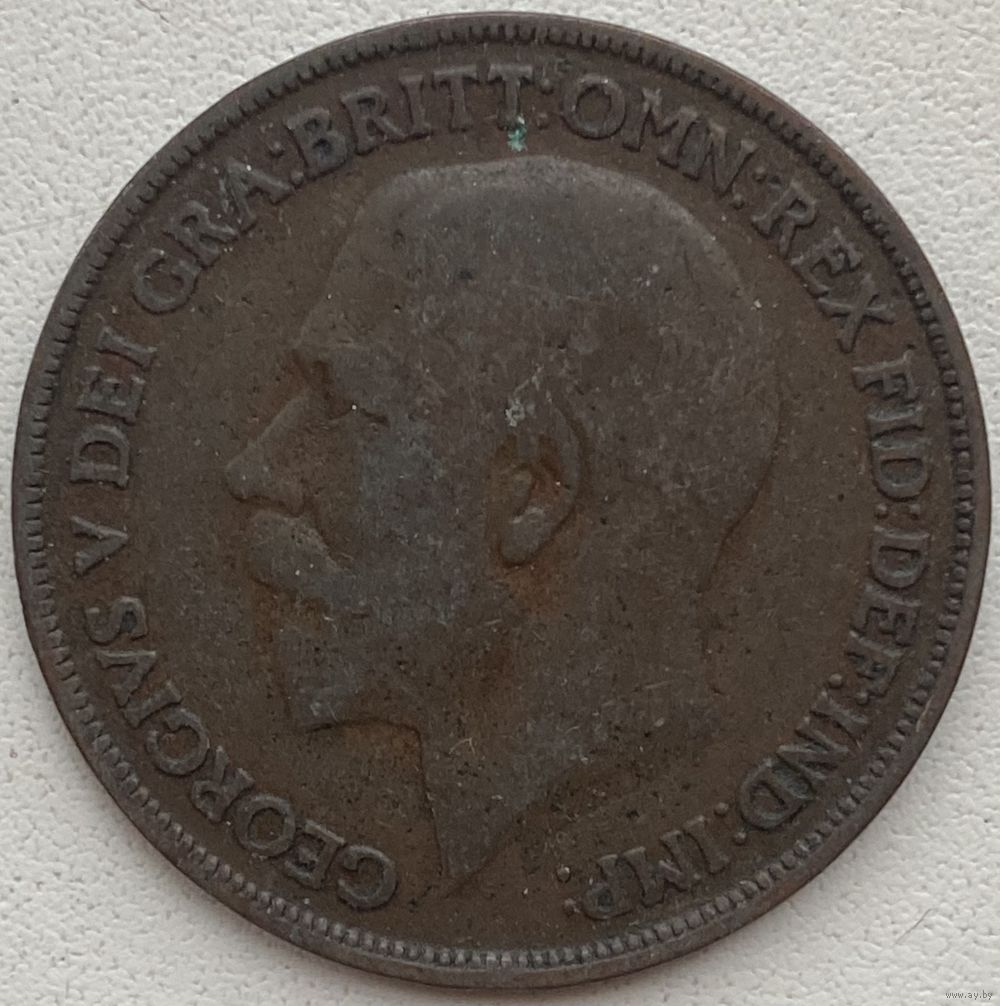 GEORGIVS V DEI GRA:BRITT:OMN:REX FID:DEF:IND:IMP:
www.ay.by